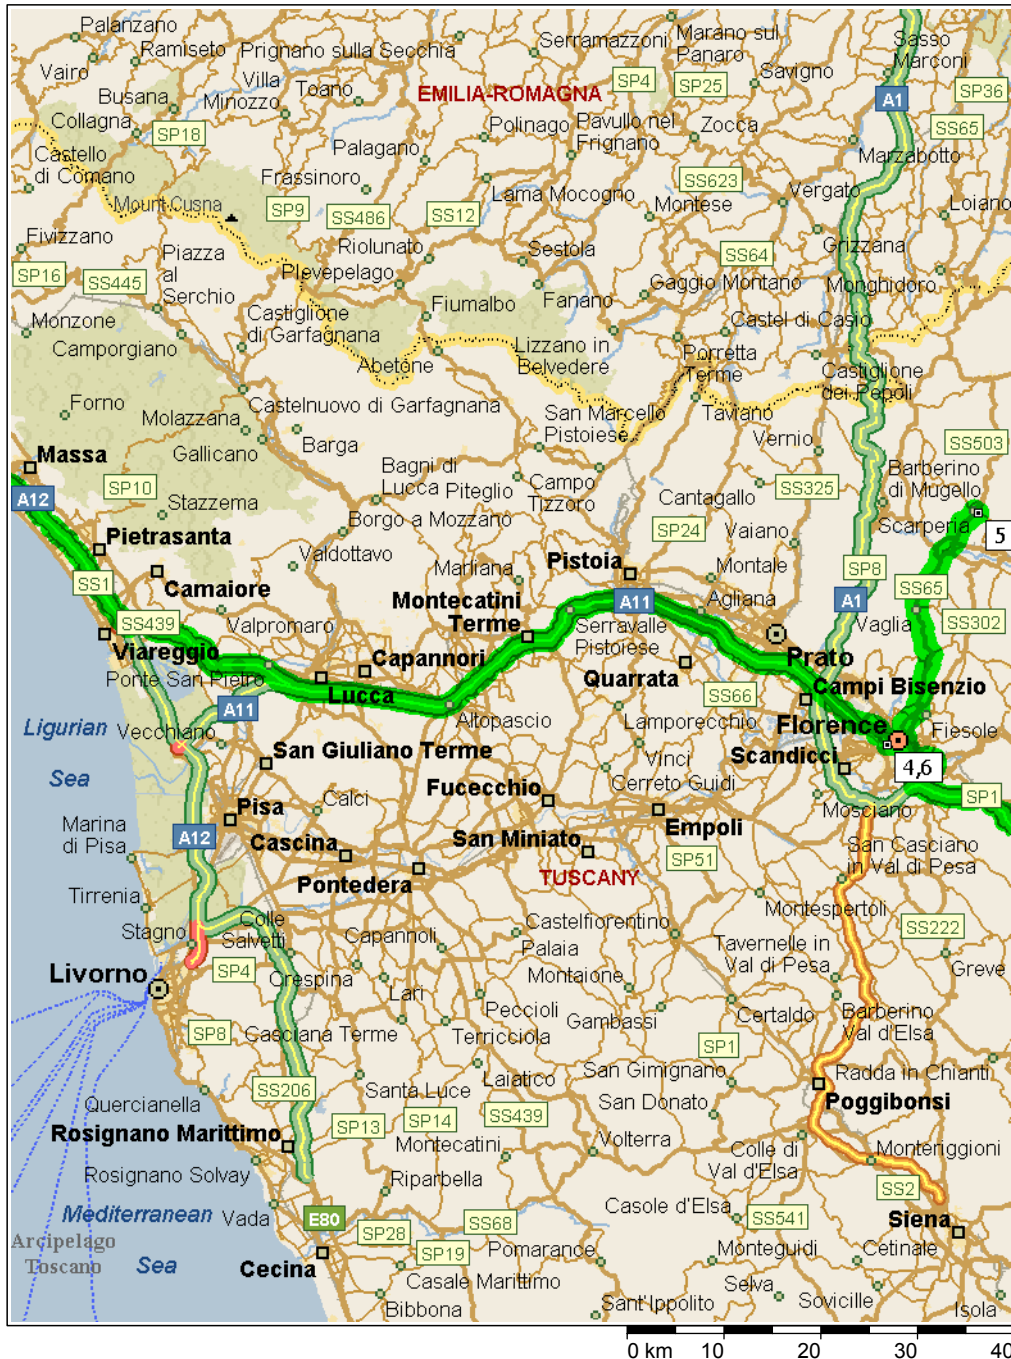 Palanzano
Ramiseto
Prignano sulla Secchia
Serramazzoni
Marano sul
Panaro
Sasso
Marconi
Vairo
Villa
Minozzo
Toano
EMILIA-ROMAGNA
SP4
SP25
Savigno
A1
SP36
Busana
Collagna
SP18
Polinago
Pavullo nel
Frignano
Zocca
SS65
Marzabotto
Castello
di Comano
Palagano
Frassinoro
Lama Mocogno
SS623
Montese
Vergato
Loiano
Mount Cusna
SP9
SS486
SS12
Fivizzano
Piazza
al
Serchio
Riolunato
Sestola
SS64
Grizzana
SP16
SS445
Pievepelago
Gaggio Montano
Monghidoro
Fiumalbo
Fanano
Monzone
Castiglione
di Garfagnana
Castel di Casio
Camporgiano
Abetone
Lizzano in
Belvedere
Porretta
Terme
Castiglione
dei Pepoli
Forno
Molazzana
Castelnuovo di Garfagnana
San Marcello
Pistoiese
Taviano
Vernio
SS503
Massa
Gallicano
Barga
Bagni di
Lucca
Piteglio
Campo
Tizzoro
Cantagallo
SS325
Barberino
di Mugello
A12
SP10
Stazzema
Borgo a Mozzano
SP24
Vaiano
Scarperia
5
Pietrasanta
Valdottavo
Marliana
Pistoia
Montale
SP8
SS65
SS1
Camaiore
Montecatini
Terme
A11
Agliana
A1
Vaglia
SS302
SS439
Valpromaro
Serravalle
Pistoiese
Viareggio
Ponte San Pietro
Capannori
Prato
Lucca
Quarrata
SS66
Campi Bisenzio
A11
Altopascio
Lamporecchio
Florence
Fiesole
Ligurian
Sea
Vecchiano
San Giuliano Terme
Vinci
Scandicci
4,6
Cerreto Guidi
SP1
Pisa
Calci
Fucecchio
Mosciano
Marina
di Pisa
A12
Cascina
San Miniato
Empoli
San Casciano
in Val di Pesa
SP51
Pontedera
TUSCANY
Tirrenia
Montespertoli
Stagno
Colle
Salvetti
Capannoli
Castelfiorentino
Palaia
Tavernelle in
Val di Pesa
SS222
Livorno
SP4
Orespina
Lari
Montaione
Greve
Peccioli
Gambassi
Certaldo
Barberino
Val d'Elsa
SP8
Casciana Terme
Terricciola
SP1
SS206
Santa Luce
Laiatico
San Gimignano
Radda in Chianti
Quercianella
San Donato
Poggibonsi
SP13
SP14
SS439
Rosignano Marittimo
Montecatini
Volterra
Colle di
Val d'Elsa
Monteriggioni
Rosignano Solvay
Riparbella
Casole d'Elsa
SS2
Mediterranean
Sea
Vada
E80
SP28
SS68
SS541
Siena
Arcipelago
Toscano
Cecina
SP19
Pomarance
Monteguidi
Cetinale
Casale Marittimo
Selva
Bibbona
Sant'Ippolito
Sovicille
Isola
0 km 10 20 30 40